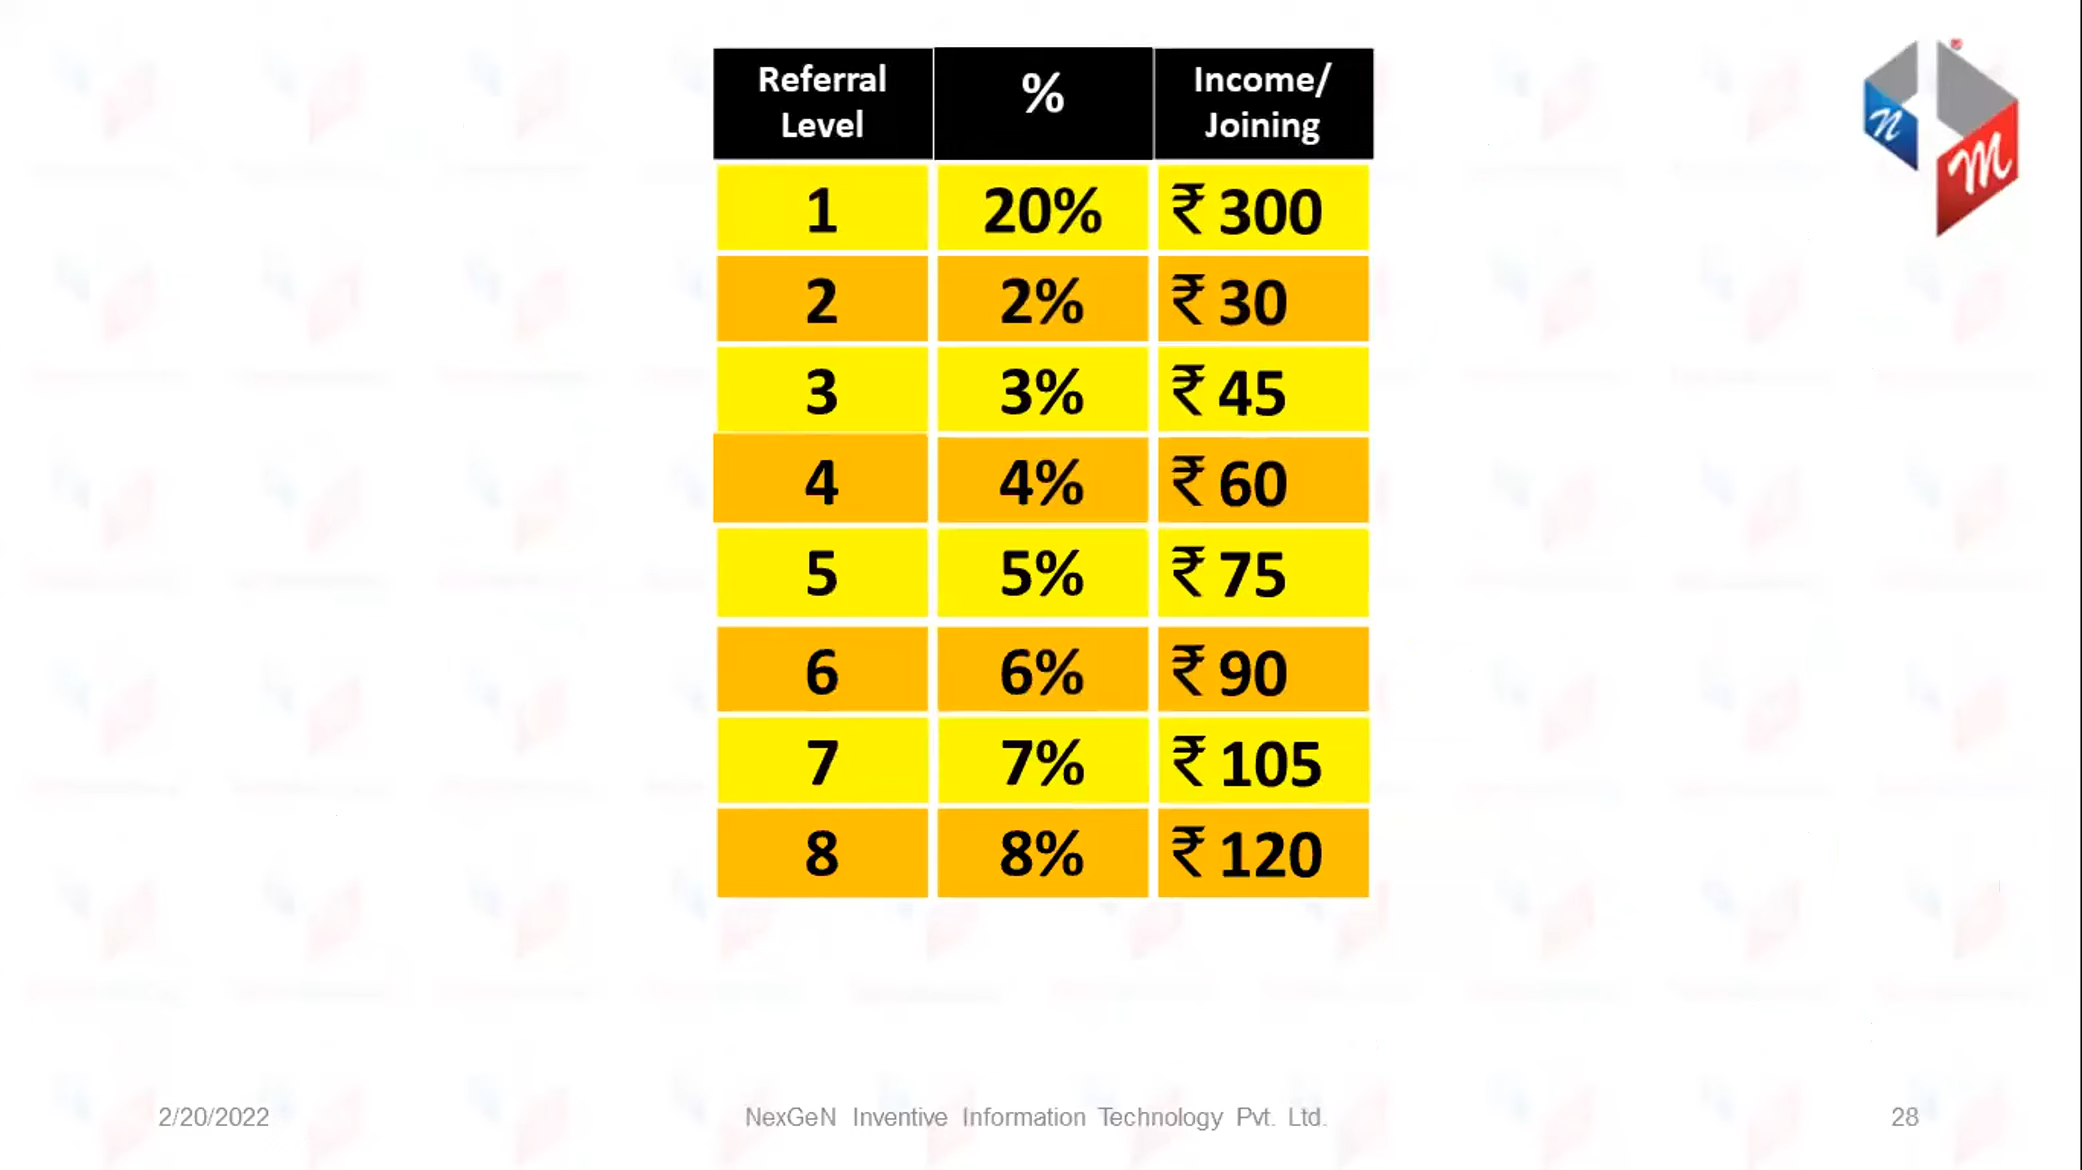 Referral Level % Income/ Joining
1 20% ₹ 300
2 2% ₹ 30
3 3% ₹ 45
4 4% ₹ 60
5 5% ₹ 75
6 6% ₹ 90
7 7% ₹ 105
8 8% ₹ 120
n
m
®
2/20/2022 NexGeN Inventive Information Technology Pvt. Ltd. 28